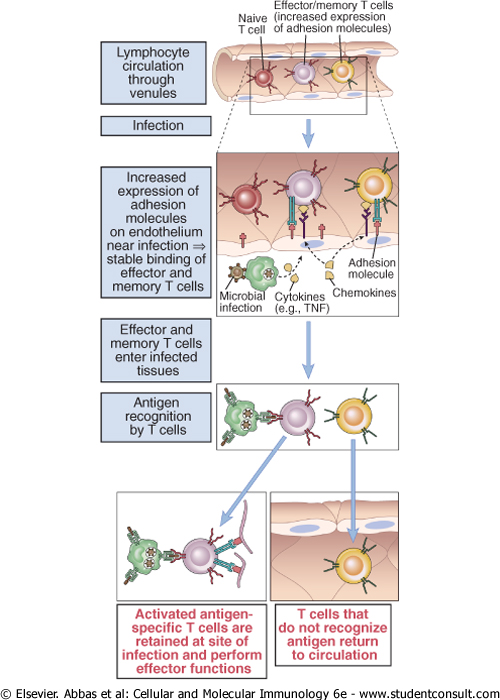 Lymphocyte
circulation
through
venules
Naive
T cell
Effector/memory T cells
(increased expression
of adhesion molecules)
Infection
Increased
expression of
adhesion
molecules
on endothelium
near infection ⇒
stable binding of
effector and
memory T cells
Microbial
infection
Cytokines
(e.g., TNF)
Chemokines
Adhesion
molecule
Effector and
memory T cells
enter infected
tissues
Antigen
recognition
by T cells
Activated antigen-
specific T cells are
retained at site of
infection and perform
effector functions
T cells that
do not recognize
antigen return
to circulation
© Elsevier. Abbas et al: Cellular and Molecular Immunology 6e - www.studentconsult.com